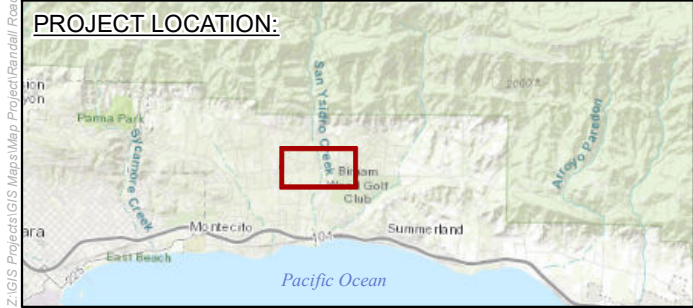 PROJECT LOCATION:
Z:\GIS Projects\GIS Maps\Map Project\Randall Road
Parma Park
Sycamore Creek
San Ysidro Creek
2000 ft
Arroyo Paredon
Birnam
Wood Golf
Club
Montecito
101
Summerland
East Beach
225
Pacific Ocean